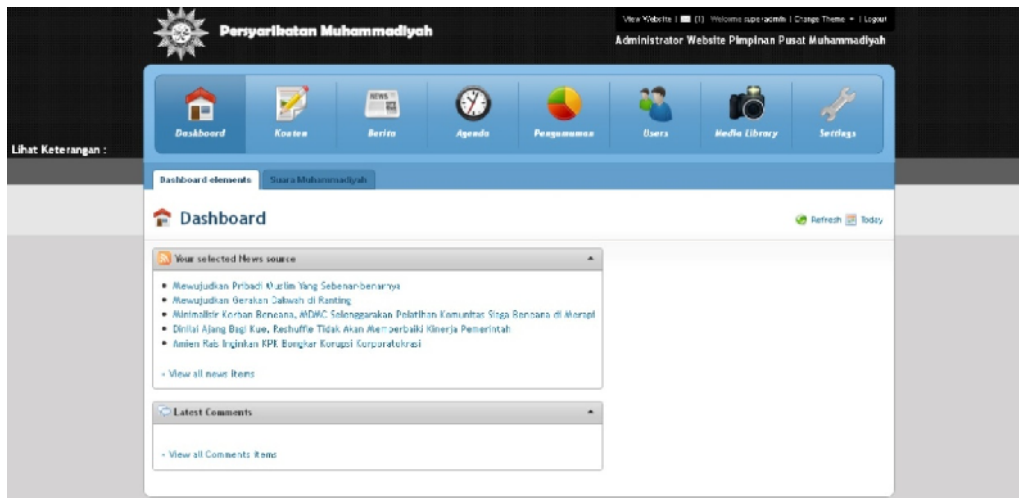 View Website | [1] Welcome superadmin | Change Theme | Logout
Persyarikatan Muhammadiyah
Administrator Website Pimpinan Pusat Muhammadiyah
Dashboard Konten Berita Agenda Pengumuman Users Media Library Settings
Lihat Keterangan :
Dashboard elements Suara Muhammadiyah
Dashboard Refresh Today
Your selected News source
Mewujudkan Pribadi Muslim Yang Sebenar-benarnya
Mewujudkan Gerakan Dakwah di Ranting
Minimalisir Korban Bencana, MDMC Selenggarakan Pelatihan Komunitas Siaga Bencana di Merapi
Dinilai Ajang Bagi Kue, Reshuffle Tidak Akan Memperbaiki Kinerja Pemerintah
Amien Rais Inginkan KPK Bongkar Korupsi Korporatokrasi
- View all news items
Latest Comments
- View all Comments items